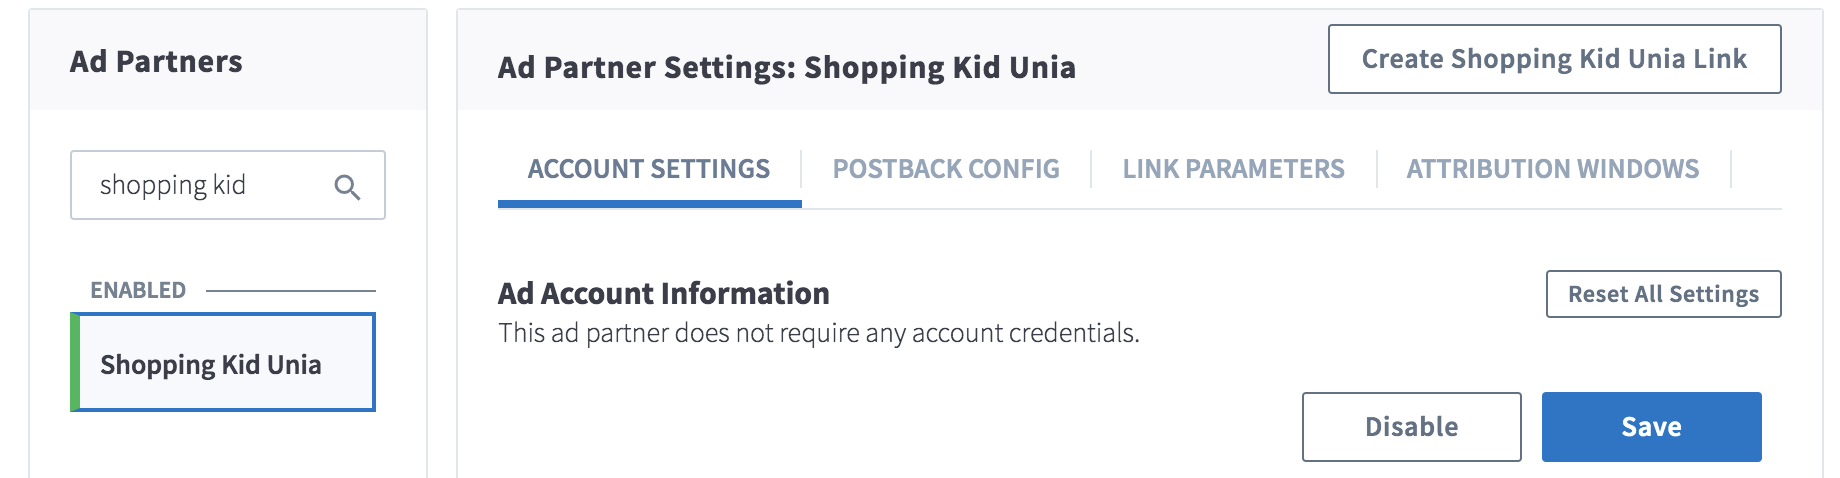 Ad Partners
shopping kid
ENABLED
Shopping Kid Unia
Ad Partner Settings: Shopping Kid Unia
Create Shopping Kid Unia Link
ACCOUNT SETTINGS
POSTBACK CONFIG
LINK PARAMETERS
ATTRIBUTION WINDOWS
Ad Account Information
Reset All Settings
This ad partner does not require any account credentials.
Disable
Save